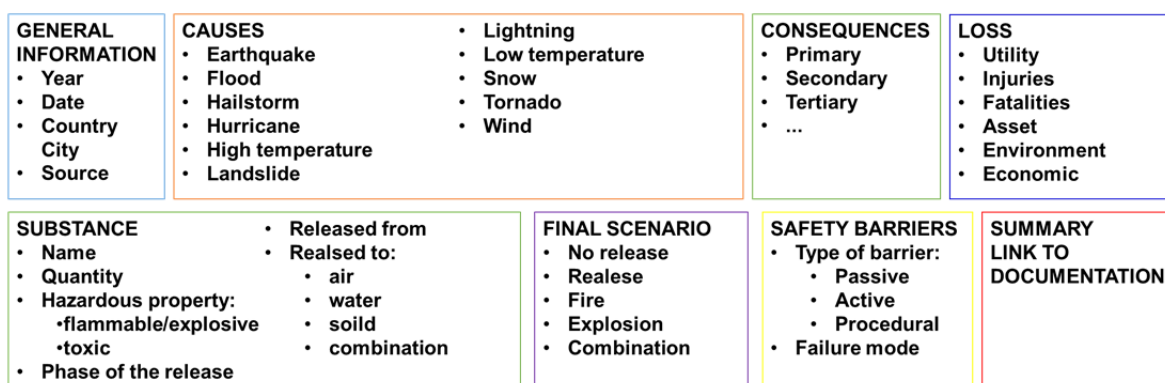 GENERAL
INFORMATION
• Year
• Date
• Country
City
• Source
CAUSES
• Earthquake
• Flood
• Hailstorm
• Hurricane
• High temperature
• Landslide
• Lightning
• Low temperature
• Snow
• Tornado
• Wind
CONSEQUENCES
• Primary
• Secondary
• Tertiary
• ...
LOSS
• Utility
• Injuries
• Fatalities
• Asset
• Environment
• Economic
SUBSTANCE
• Name
• Quantity
• Hazardous property:
•flammable/explosive
•toxic
• Phase of the release
• Released from
• Realsed to:
• air
• water
• soild
• combination
FINAL SCENARIO
• No release
• Realese
• Fire
• Explosion
• Combination
SAFETY BARRIERS
• Type of barrier:
• Passive
• Active
• Procedural
• Failure mode
SUMMARY
LINK TO
DOCUMENTATION